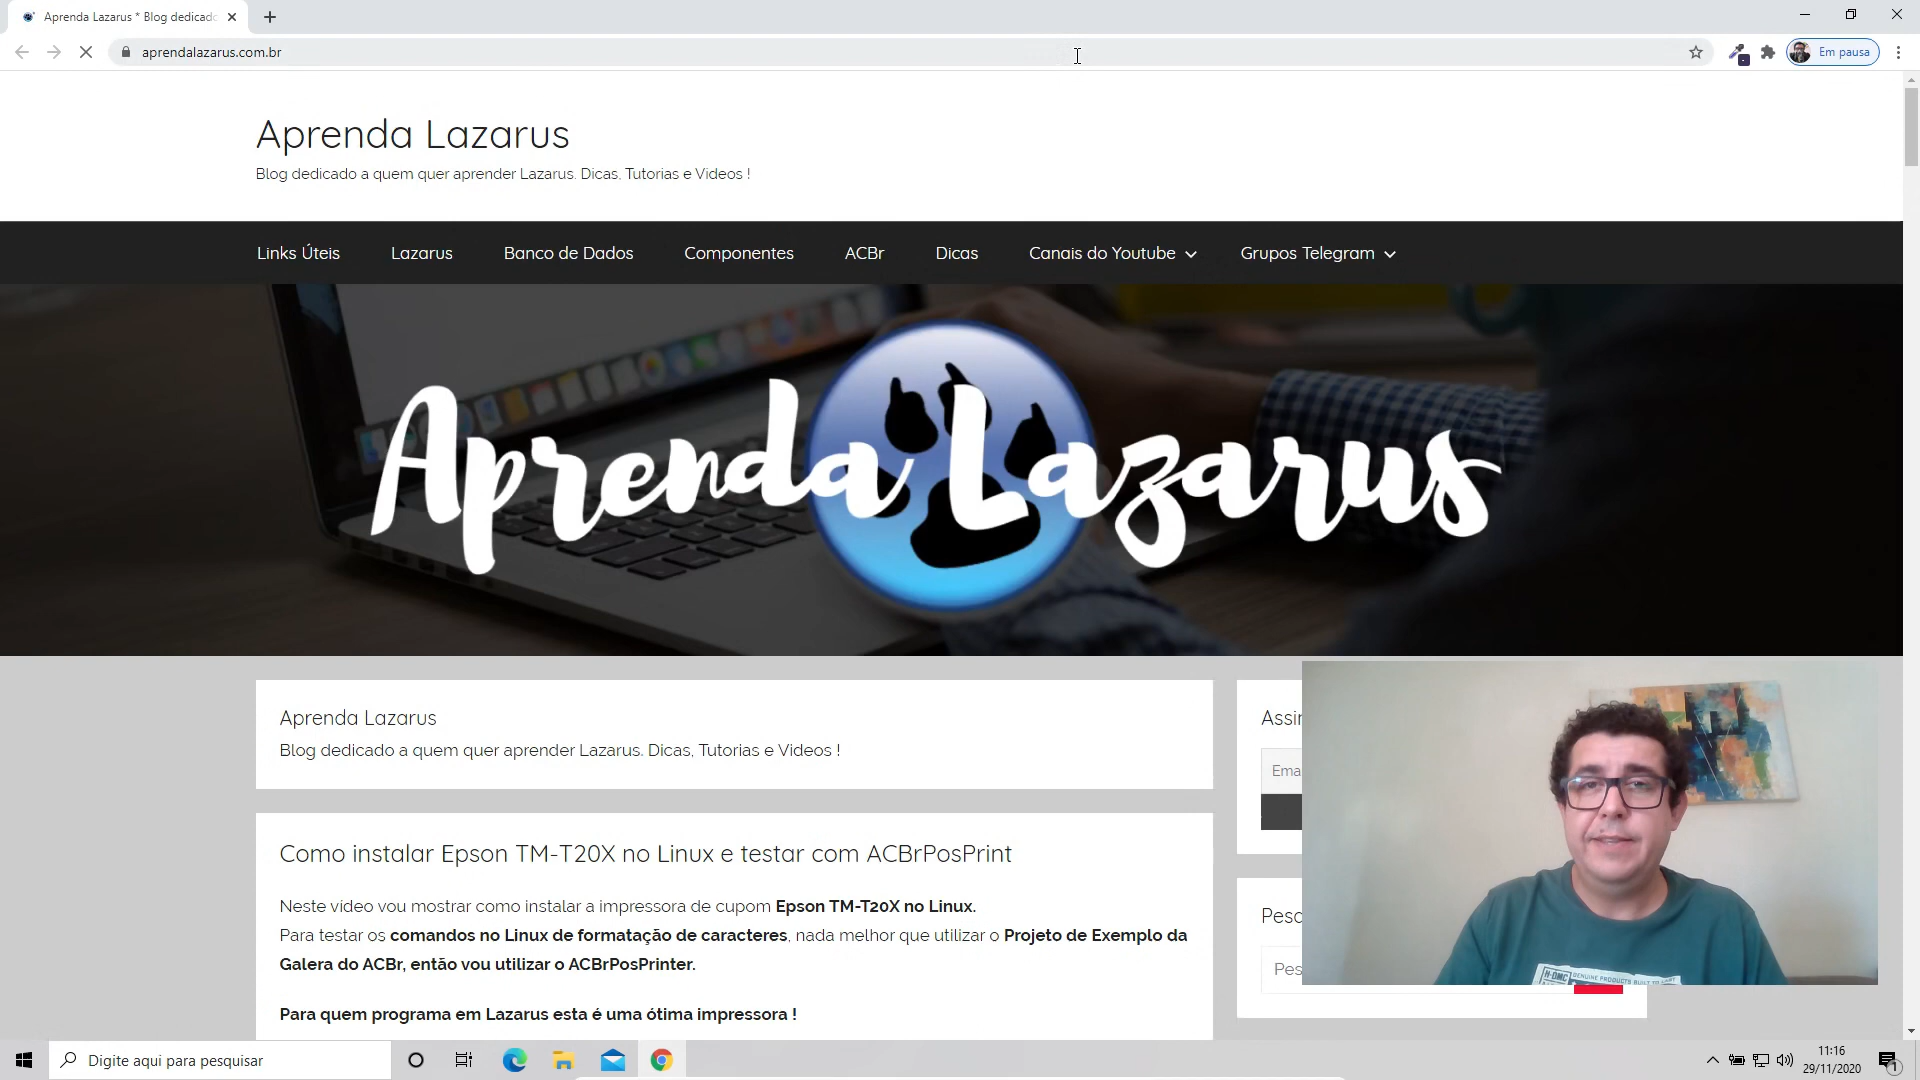 Aprenda Lazarus * Blog dedicado
aprendalazarus.com.br
Em pausa
Aprenda Lazarus
Blog dedicado a quem quer aprender Lazarus. Dicas, Tutorias e Videos !
Links Úteis
Lazarus
Banco de Dados
Componentes
ACBr
Dicas
Canais do Youtube
Grupos Telegram
Aprenda Lazarus
Aprenda Lazarus
Blog dedicado a quem quer aprender Lazarus. Dicas, Tutorias e Videos !
Como instalar Epson TM-T20X no Linux e testar com ACBrPosPrint
Neste vídeo vou mostrar como instalar a impressora de cupom Epson TM-T20X no Linux.
Para testar os comandos no Linux de formatação de caracteres, nada melhor que utilizar o Projeto de Exemplo da
Galera do ACBr, então vou utilizar o ACBrPosPrinter.
Para quem programa em Lazarus esta é uma ótima impressora !
Assi
Ema
Pesq
Pes
H-DMC
Digite aqui para pesquisar
11:16
29/11/2020
1